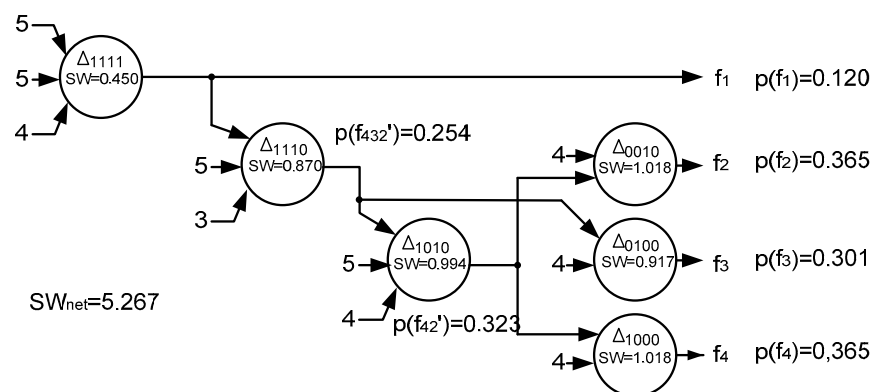 5
Δ1111
SW=0.450
5
4
f1 p(f1)=0.120
p(f432')=0.254
Δ1110
SW=0.870
5
3
4
Δ0010
SW=1.018
f2 p(f2)=0.365
Δ1010
SW=0.994
5
4
p(f42')=0.323
Δ0100
SW=0.917
4
f3 p(f3)=0.301
SWnet=5.267
Δ1000
SW=1.018
4
f4 p(f4)=0,365